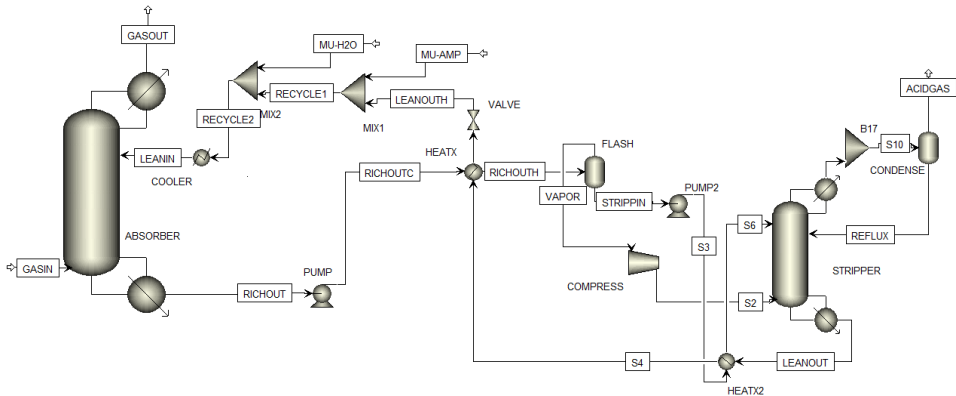 GASOUT
MU-H2O
MU-AMP
ACIDGAS
RECYCLE1
LEANOUTH
VALVE
MIX2
RECYCLE2
MIX1
B17
S10
HEATX
FLASH
CONDENSE
LEANIN
COOLER
RICHOUTC
RICHOUTH
VAPOR
STRIPPIN
PUMP2
ABSORBER
S6
S3
REFLUX
STRIPPER
GASIN
PUMP
COMPRESS
RICHOUT
S2
S4
LEANOUT
HEATX2